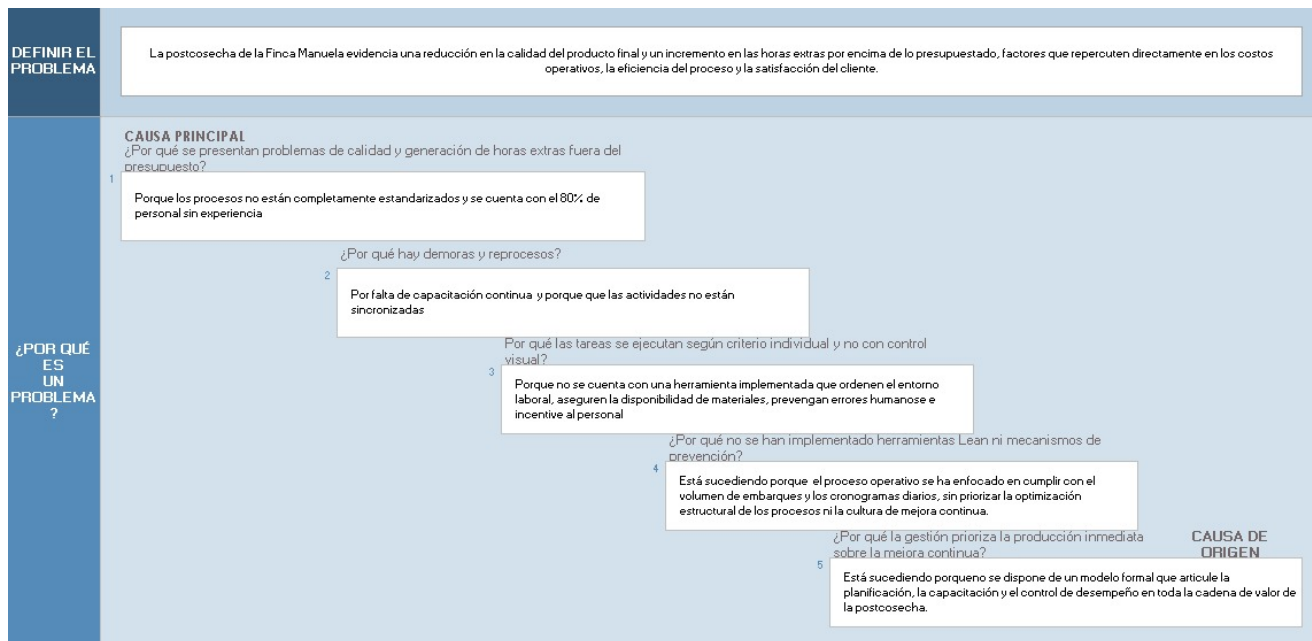 DEFINIR EL
PROBLEMA
La postcosecha de la Finca Manuela evidencia una reducción en la calidad del producto final y un incremento en las horas extras por encima de lo presupuestado, factores que repercuten directamente en los costos
operativos, la eficiencia del proceso y la satisfacción del cliente.
¿POR QUÉ
ES
UN
PROBLEMA
?
CAUSA PRINCIPAL
¿Por qué se presentan problemas de calidad y generación de horas extras fuera del
presupuesto?
1
Porque los procesos no están completamente estandarizados y se cuenta con el 80% de
personal sin experiencia
¿Por qué hay demoras y reprocesos?
2
Por falta de capacitación continua y porque que las actividades no están
sincronizadas
Por qué las tareas se ejecutan según criterio individual y no con control
visual?
3
Porque no se cuenta con una herramienta implementada que ordenen el entorno
laboral, aseguren la disponibilidad de materiales, prevengan errores humanose e
incentive al personal
¿Por qué no se han implementado herramientas Lean ni mecanismos de
prevención?
4
Está sucediendo porque el proceso operativo se ha enfocado en cumplir con el
volumen de embarques y los cronogramas diarios, sin priorizar la optimización
estructural de los procesos ni la cultura de mejora continua.
¿Por qué la gestión prioriza la producción inmediata
sobre la mejora continua?
CAUSA DE
ORIGEN
5
Está sucediendo porqueno se dispone de un modelo formal que articule la
planificación, la capacitación y el control de desempeño en toda la cadena de valor de
la postcosecha.